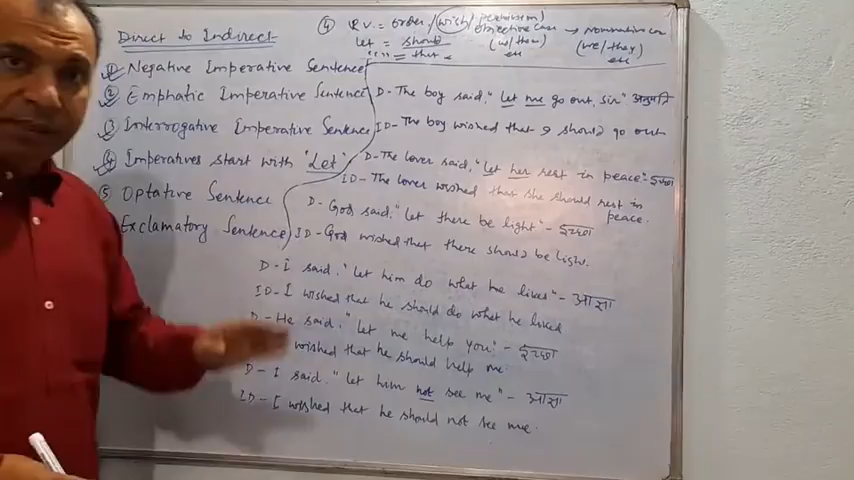 Direct to Indirect
① Negative Imperative Sentence
② Emphatic Imperative Sentence
③ Interrogative Imperative Sentence
④ Imperatives start with "Let"
⑤ Optative Sentence
Exclamatory Sentence
④ R.V. = order/wish/
let = should
objective case → nominative
(w/them) (we/they)
etc etc
D- The boy said, "let me go out, sir". अनुमति
ID- The boy wished that I should go out
D- The lover said, "let her rest in peace" - इच्छा
ID- The lover wished that she should rest in peace.
D- God said, "let there be light" - इच्छा
ID- God wished that there should be light.
D- I said, "let him do what he likes" - आज्ञा
ID- I wished that he should do what he liked
D- He said, "let me help you." - इच्छा
wished that he should help me.
D- I said, "let him not see me" - आज्ञा
ID- I wished that he should not see me.